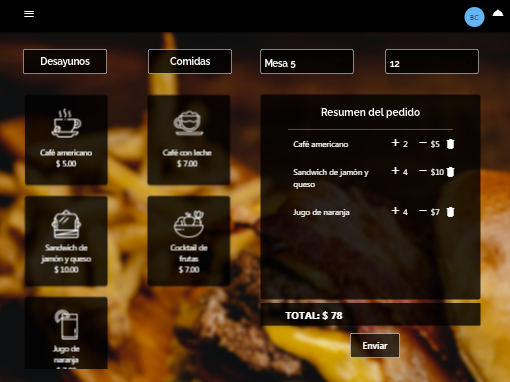 BC
Desayunos
Comidas
Mesa 5
12
Café americano
$ 5.00
Café con leche
$ 7.00
Sandwich de
jamón y queso
$ 10.00
Cocktail de
frutas
$ 7.00
Jugo de
naranja
Resumen del pedido
Café americano + 2 − $5
Sandwich de jamón y + 4 − $10
queso
Jugo de naranja + 4 − $7
TOTAL: $ 78
Enviar